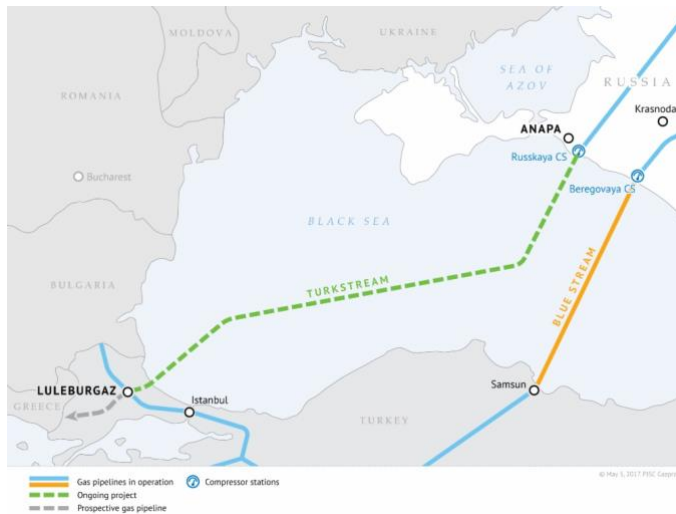 MOLDOVA
UKRAINE
SEA OF
AZOV
RUSSIA
ROMANIA
Krasnoda
ANAPA
Russkaya CS
Bucharest
Beregovaya CS
BLACK SEA
BULGARIA
TURKSTREAM
BLUE STREAM
LULEBURGAZ
GREECE
Istanbul
Samsun
TURKEY
© May 5, 2017 PJSC Gazpro
Gas pipelines in operation
Compressor stations
Ongoing project
Prospective gas pipeline